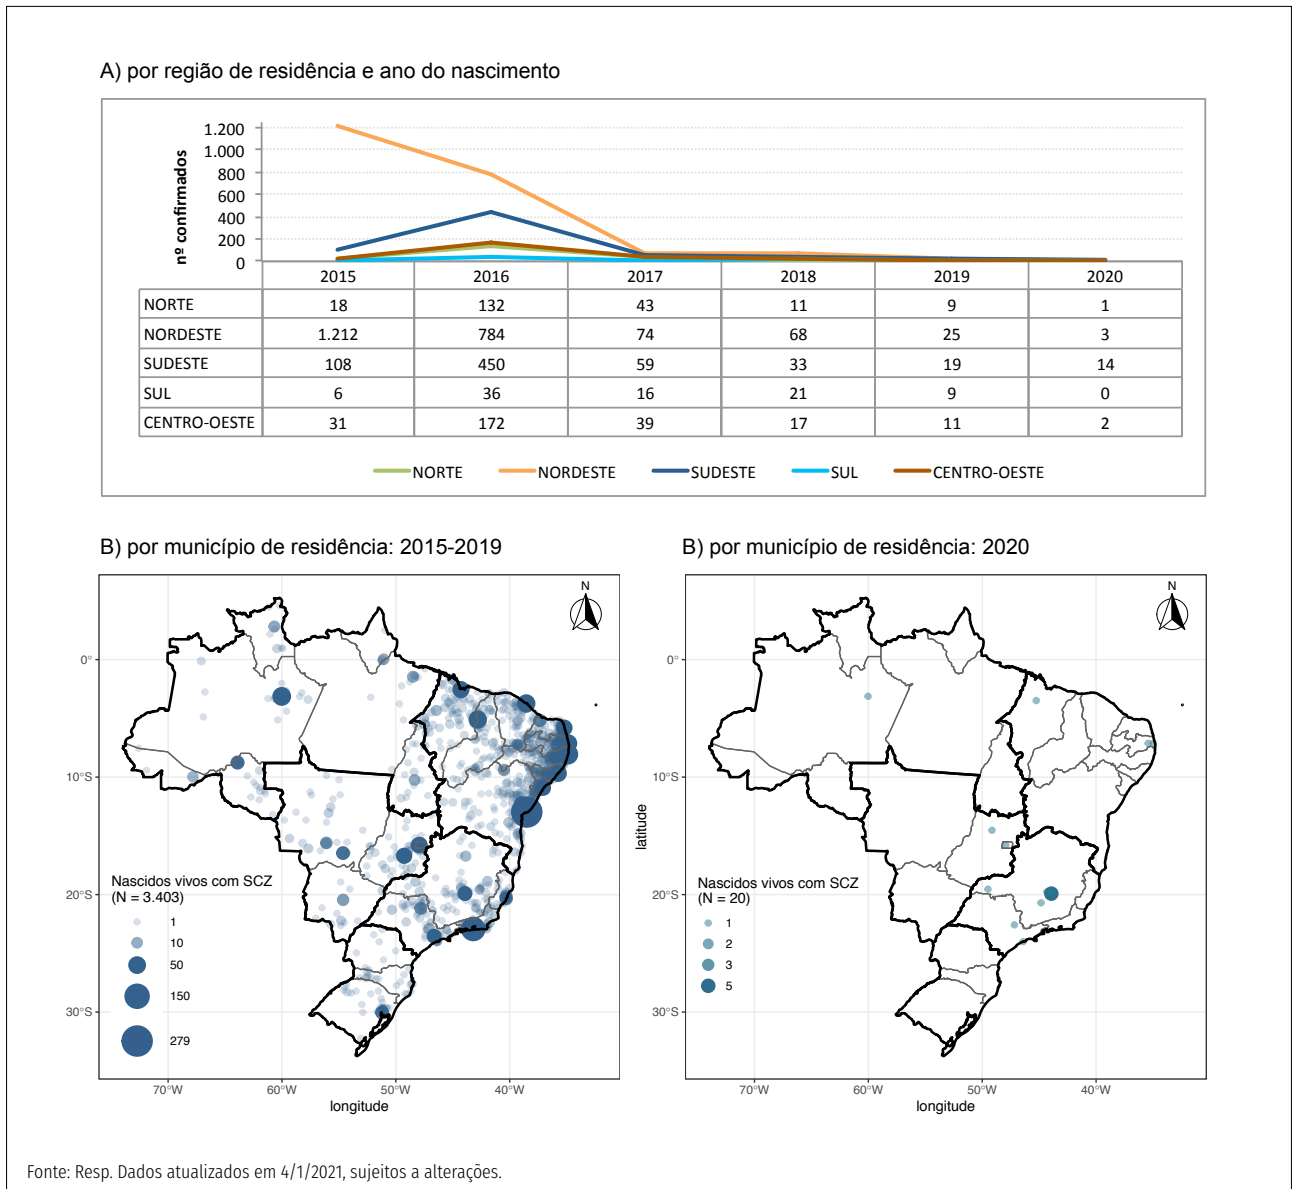 A) por região de residência e ano do nascimento
nº confirmados
1.200
1.000
800
600
400
200
0
2015 2016 2017 2018 2019 2020
NORTE 18 132 43 11 9 1
NORDESTE 1.212 784 74 68 25 3
SUDESTE 108 450 59 33 19 14
SUL 6 36 16 21 9 0
CENTRO-OESTE 31 172 39 17 11 2
NORTE NORDESTE SUDESTE SUL CENTRO-OESTE
B) por município de residência: 2015-2019
N
0°
10°S
20°S
30°S
Nascidos vivos com SCZ
(N = 3.403)
1
10
50
150
279
70°W 60°W 50°W 40°W
longitude
B) por município de residência: 2020
N
latitude
0°
10°S
20°S
30°S
Nascidos vivos com SCZ
(N = 20)
1
2
3
5
70°W 60°W 50°W 40°W
longitude
Fonte: Resp. Dados atualizados em 4/1/2021, sujeitos a alterações.